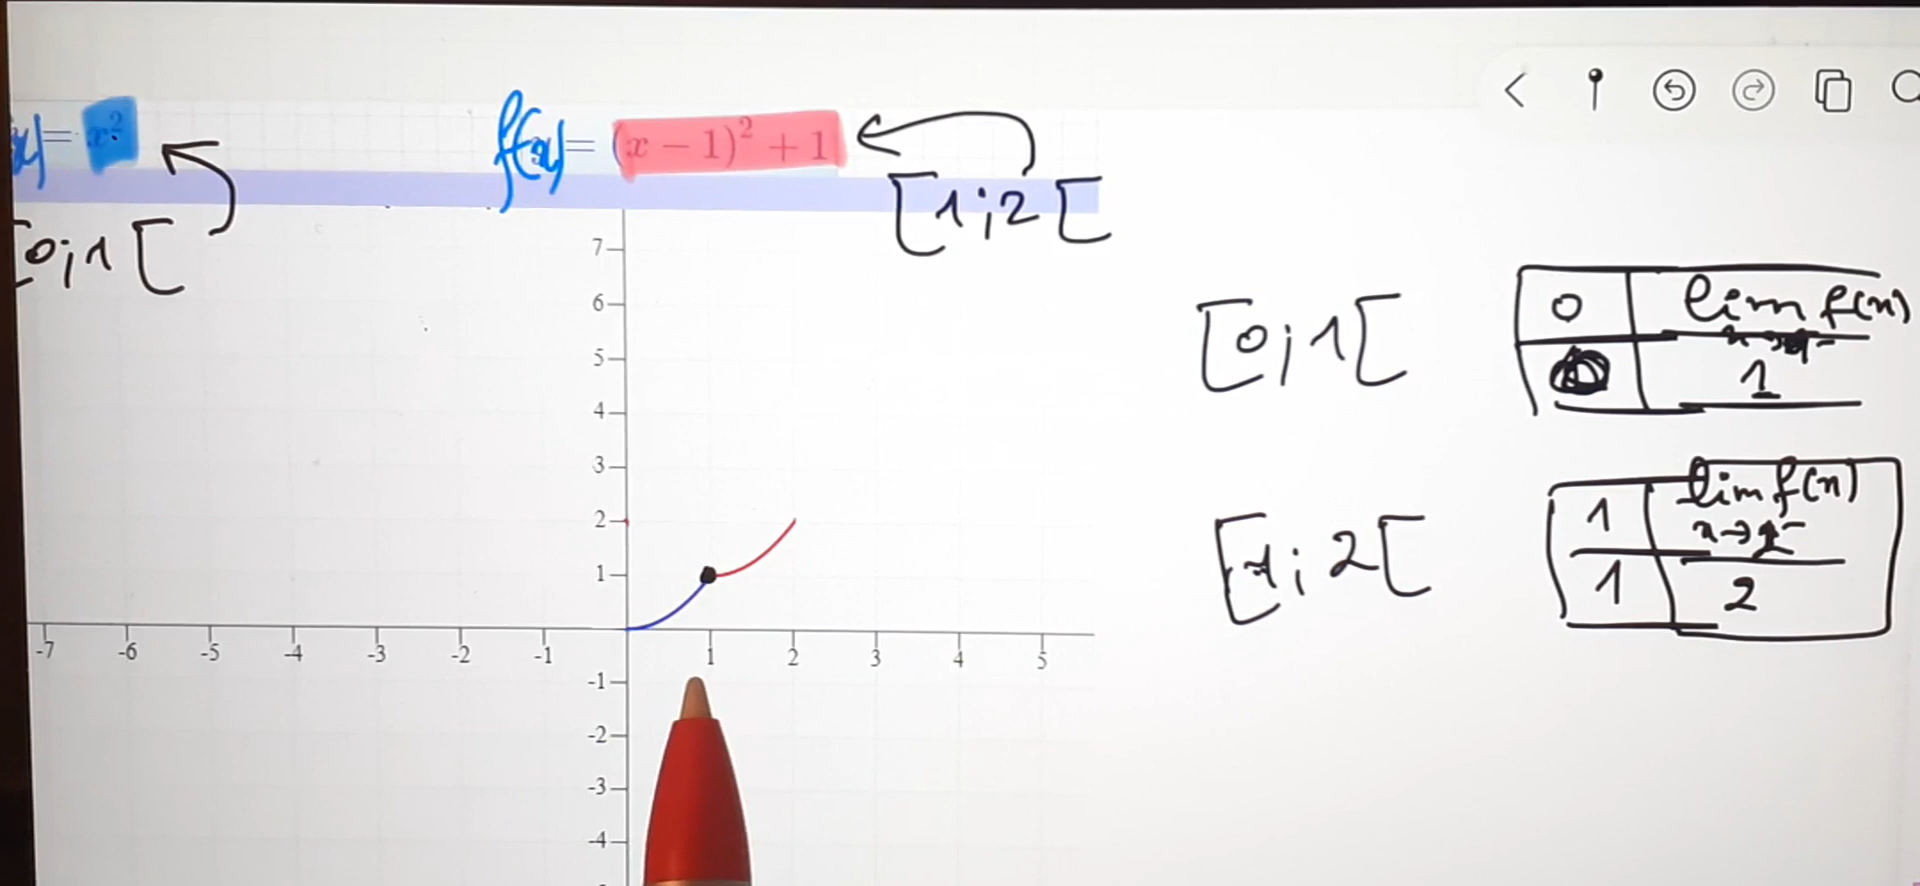 x) = x²
f(x) = (x − 1)² + 1
[1;2[
[0;1[
7
6
5
4
3
2
1
-7 -6 -5 -4 -3 -2 -1 1 2 3 4 5
-1
-2
-3
-4
[0;1[
0 lim f(x)
1
[1;2[
1 lim f(x)
x→2⁻
1 2